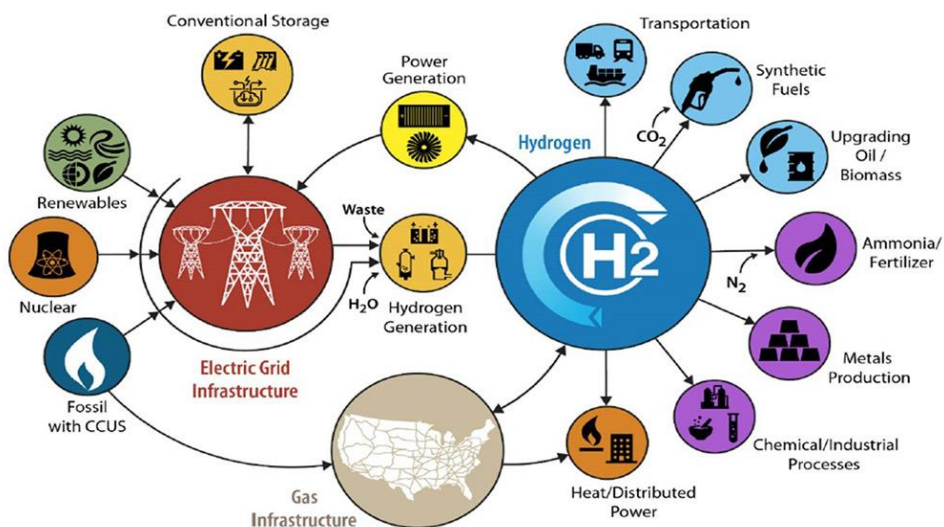 Conventional Storage
Transportation
Power
Generation
Synthetic
Fuels
CO2
Hydrogen
Upgrading
Oil /
Biomass
Renewables
Waste
H2
Ammonia/
Fertilizer
N2
Nuclear
H2O
Hydrogen
Generation
Metals
Production
Electric Grid
Infrastructure
Fossil
with CCUS
Chemical/Industrial
Processes
Gas
Infrastructure
Heat/Distributed
Power